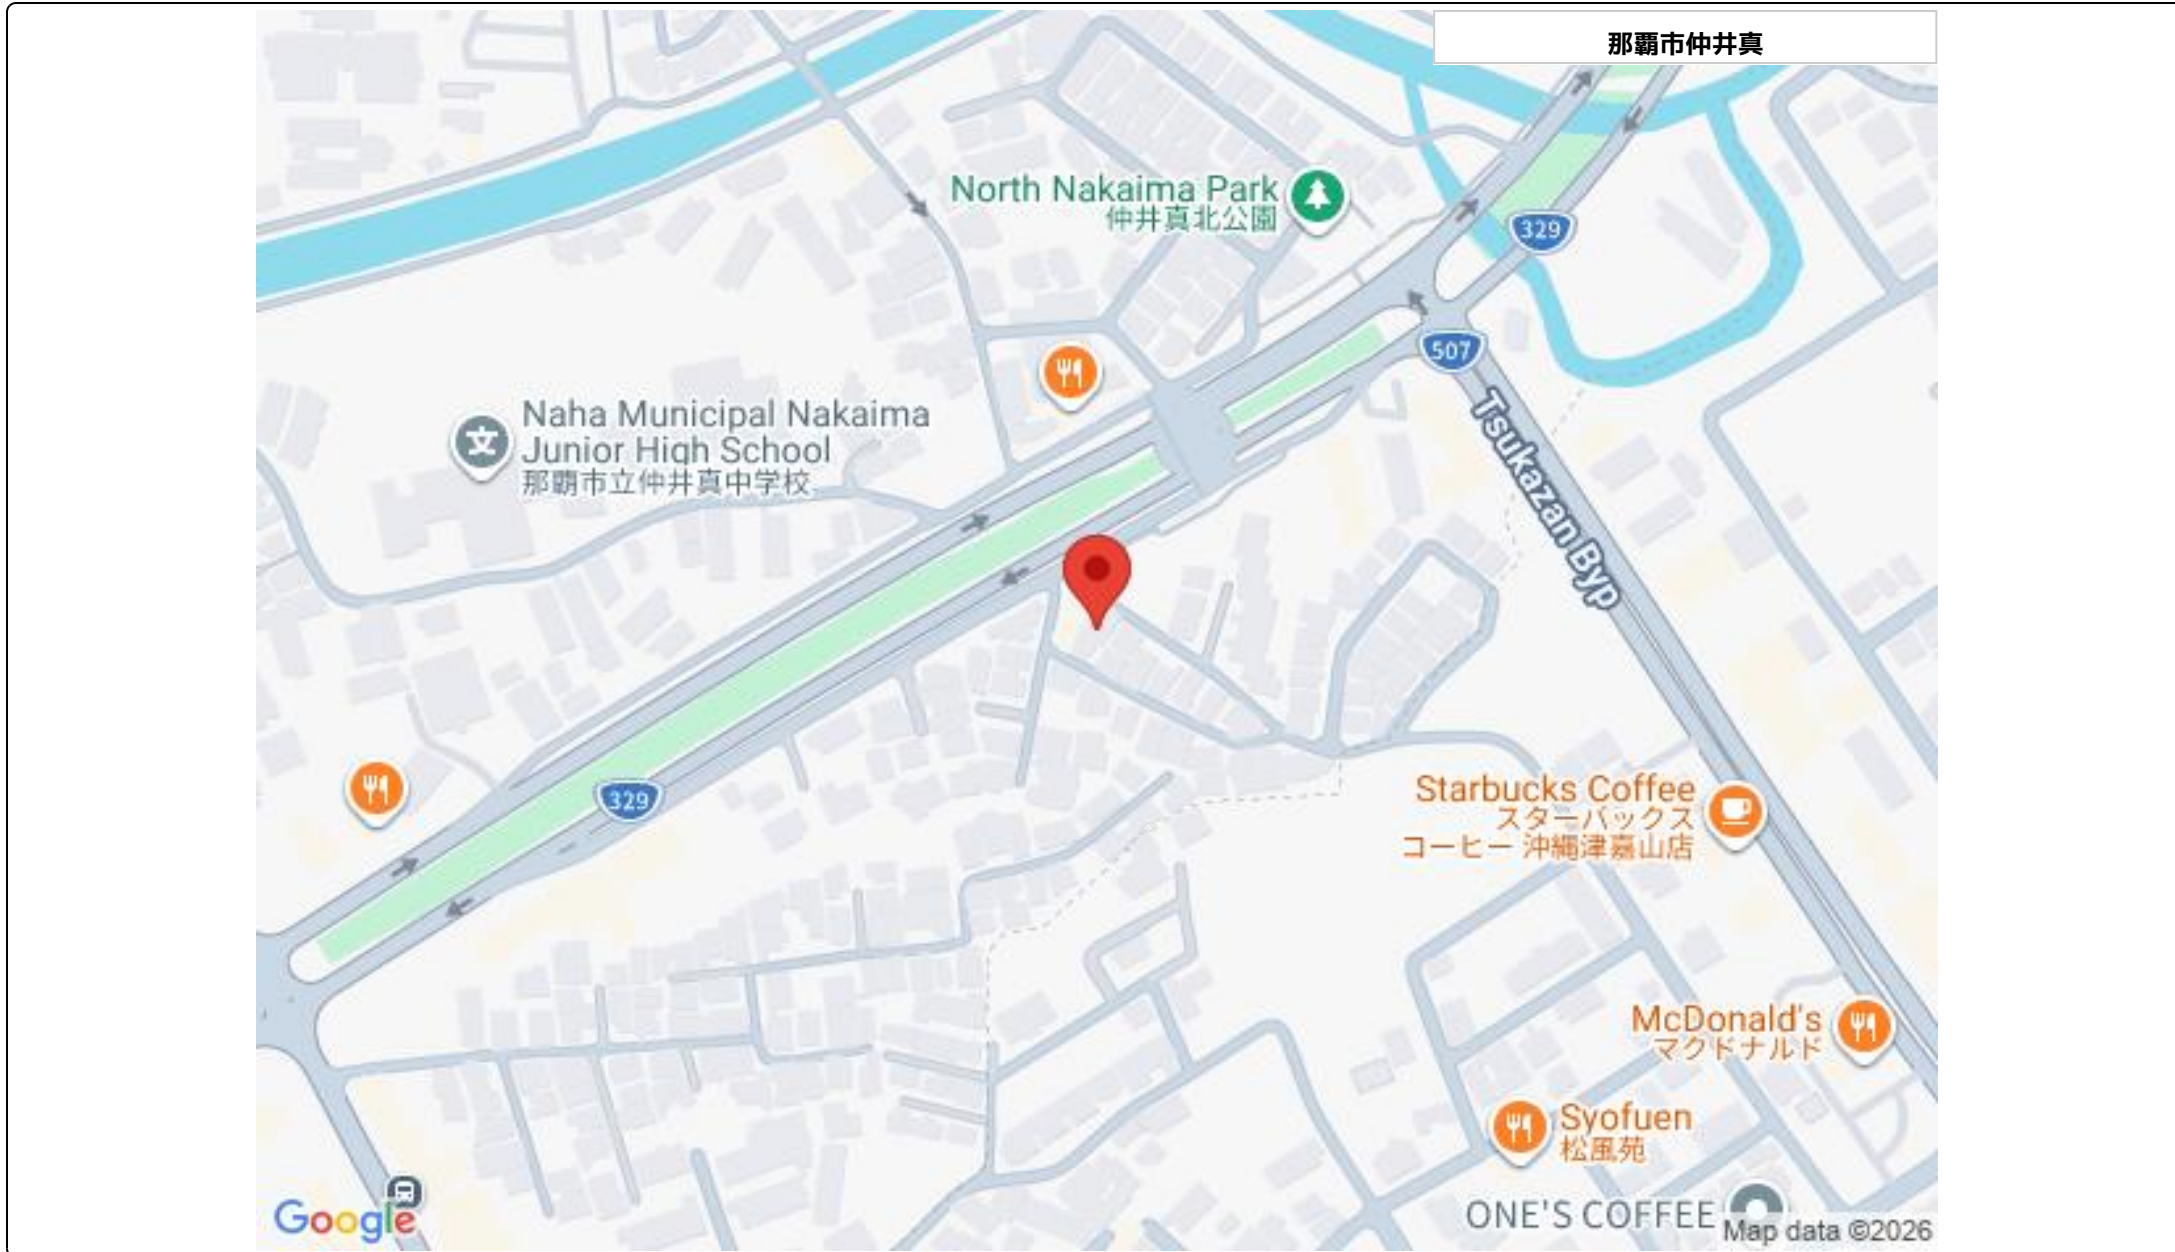 那覇市仲井真
North Nakaima Park
仲井真北公園
329
507
Naha Municipal Nakaima
Junior High School
那覇市立仲井真中学校
文
Tsukazan Byp
329
Starbucks Coffee
スターバックス
コーヒー 沖縄津嘉山店
McDonald's
マクドナルド
Syofuen
松風苑
ONE'S COFFEE
Google
Map data ©2026